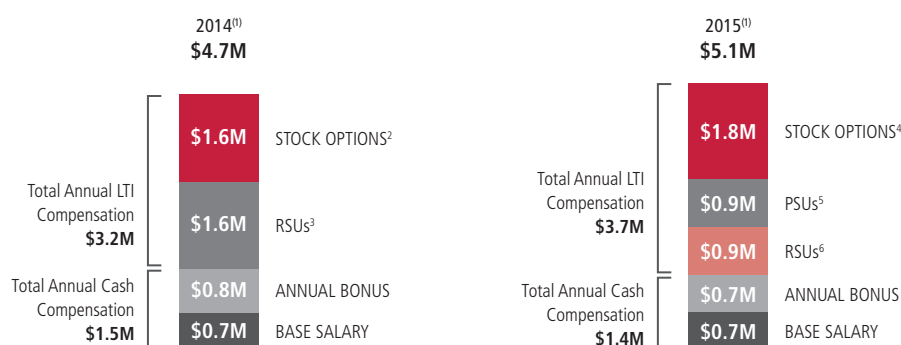 2014(1)
$4.7M
$1.6M STOCK OPTIONS2
Total Annual LTI
Compensation
$3.2M
$1.6M RSUs3
Total Annual Cash
Compensation
$1.5M
$0.8M ANNUAL BONUS
$0.7M BASE SALARY
2015(1)
$5.1M
$1.8M STOCK OPTIONS4
Total Annual LTI
Compensation
$3.7M
$0.9M PSUs5
$0.9M RSUs6
Total Annual Cash
Compensation
$1.4M
$0.7M ANNUAL BONUS
$0.7M BASE SALARY